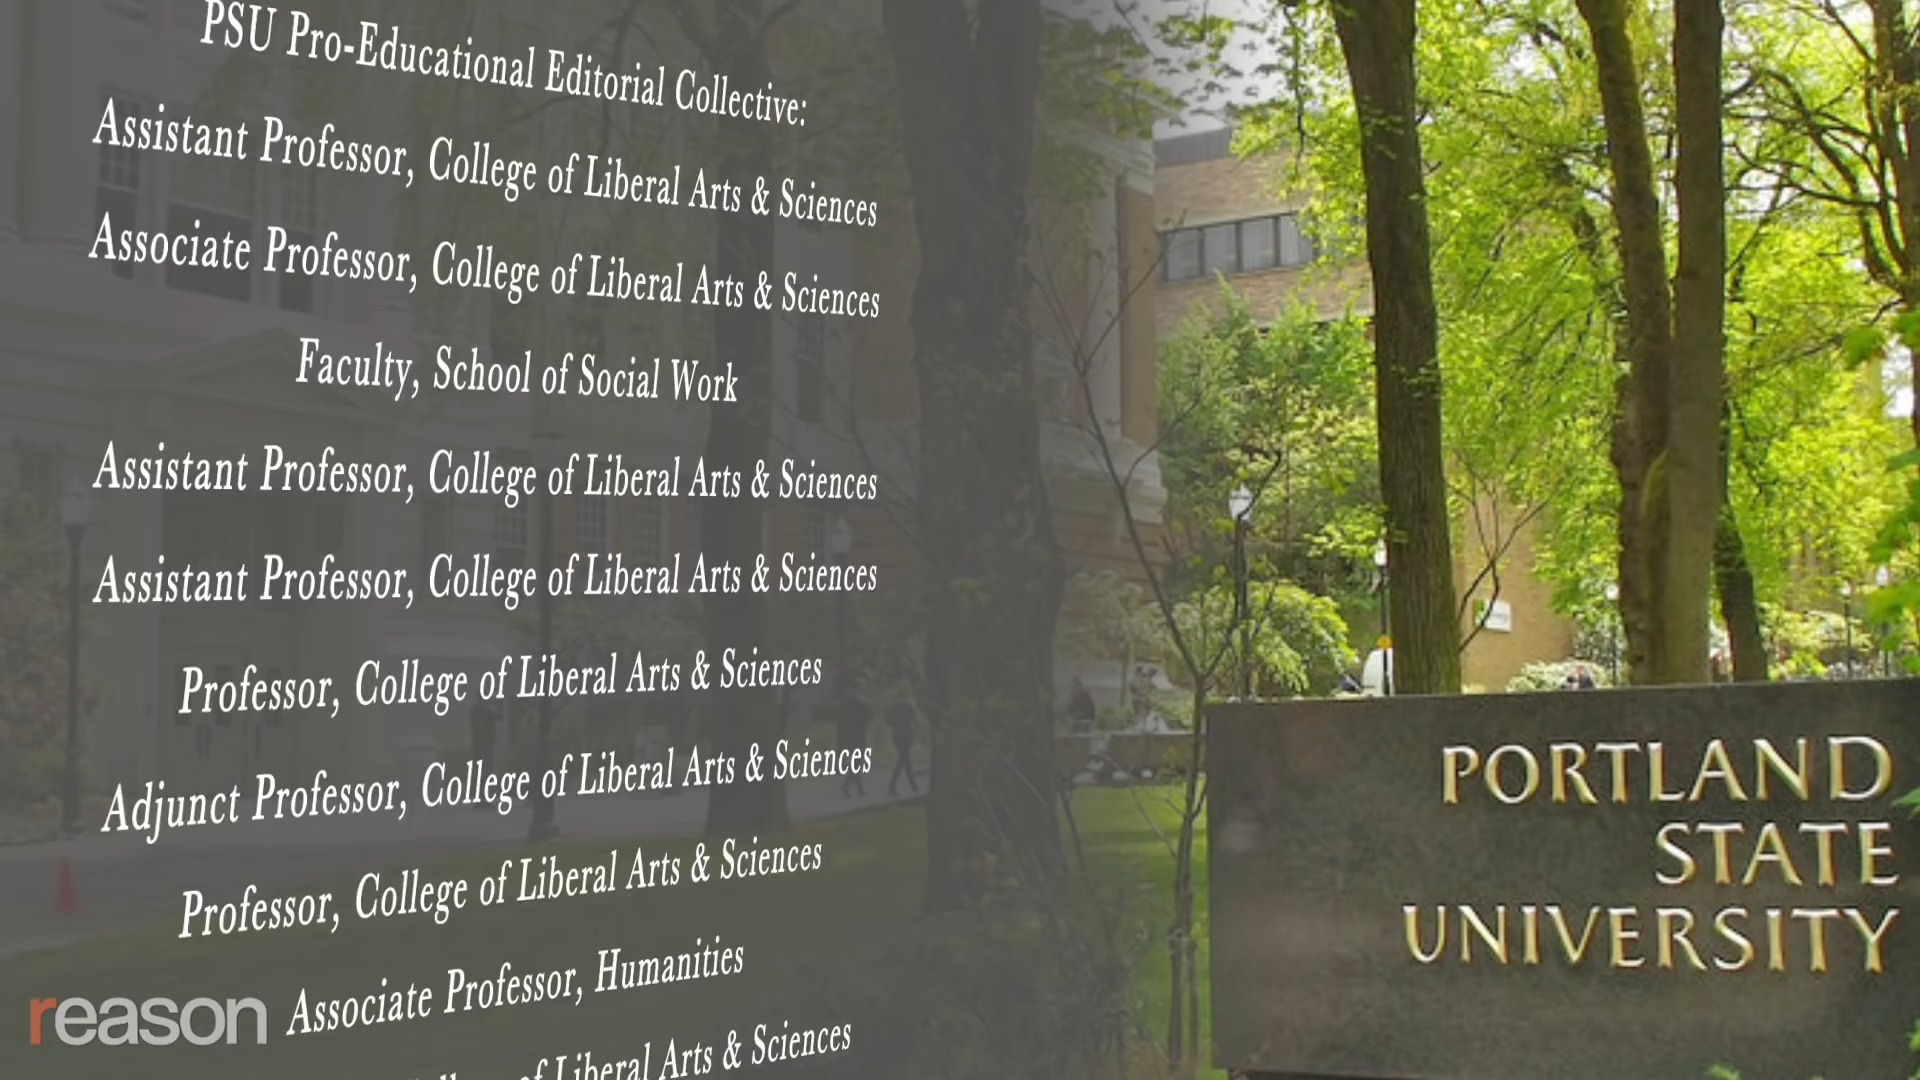 PSU Pro-Educational Editorial Collective:
Assistant Professor, College of Liberal Arts & Sciences
Associate Professor, College of Liberal Arts & Sciences
Faculty, School of Social Work
Assistant Professor, College of Liberal Arts & Sciences
Assistant Professor, College of Liberal Arts & Sciences
Professor, College of Liberal Arts & Sciences
Adjunct Professor, College of Liberal Arts & Sciences
Professor, College of Liberal Arts & Sciences
Associate Professor, Humanities
of Liberal Arts & Sciences
reason
PORTLAND
STATE
UNIVERSITY